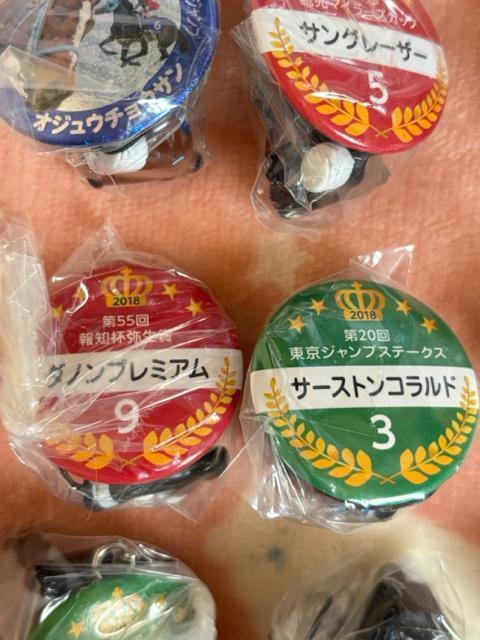 オジュウチョウサン
サングレーザー
5
2018
第55回
報知杯弥生賞
ダノンプレミアム
9
2018
第20回
東京ジャンプステークス
サーストンコラルド
3